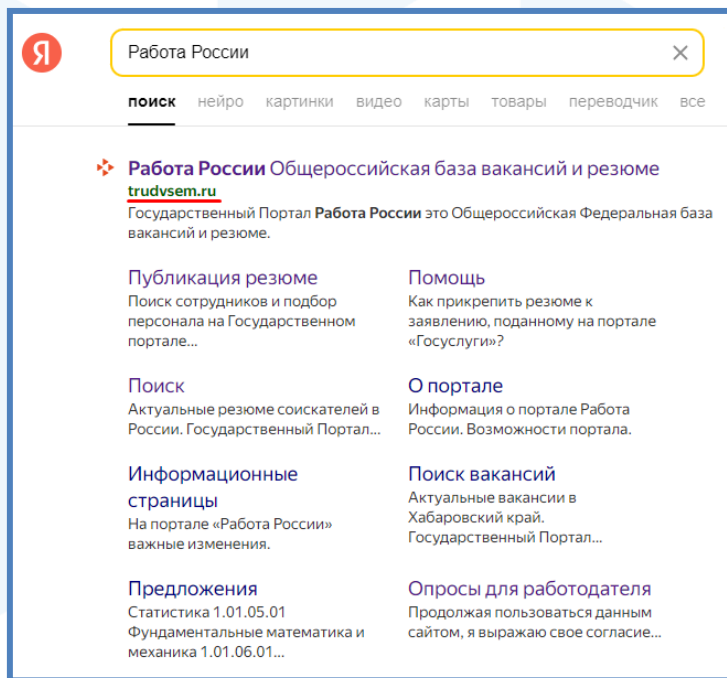 Я
Работа России
поиск нейро картинки видео карты товары переводчик все
Работа России Общероссийская база вакансий и резюме
trudvsem.ru
Государственный Портал Работа России это Общероссийская Федеральная база
вакансий и резюме.
Публикация резюме
Поиск сотрудников и подбор
персонала на Государственном
портале...
Помощь
Как прикрепить резюме к
заявлению, поданному на портале
«Госуслуги»?
Поиск
Актуальные резюме соискателей в
России. Государственный Портал...
О портале
Информация о портале Работа
России. Возможности портала.
Информационные
страницы
На портале «Работа России»
важные изменения.
Поиск вакансий
Актуальные вакансии в
Хабаровский край.
Государственный Портал...
Предложения
Статистика 1.01.05.01
Фундаментальные математика и
механика 1.01.06.01...
Опросы для работодателя
Продолжая пользоваться данным
сайтом, я выражаю свое согласие...